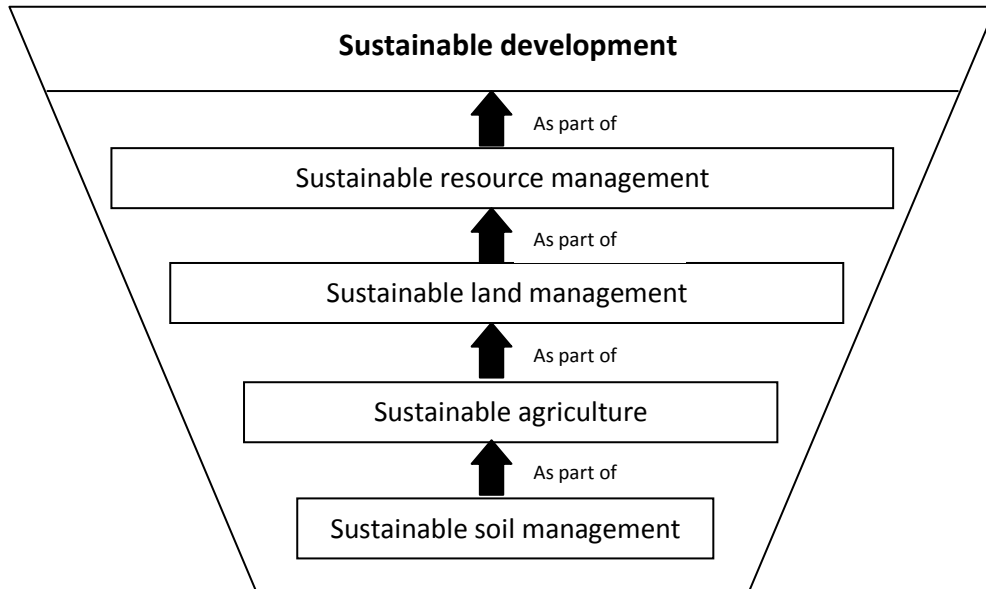 Sustainable development
As part of
Sustainable resource management
As part of
Sustainable land management
As part of
Sustainable agriculture
As part of
Sustainable soil management